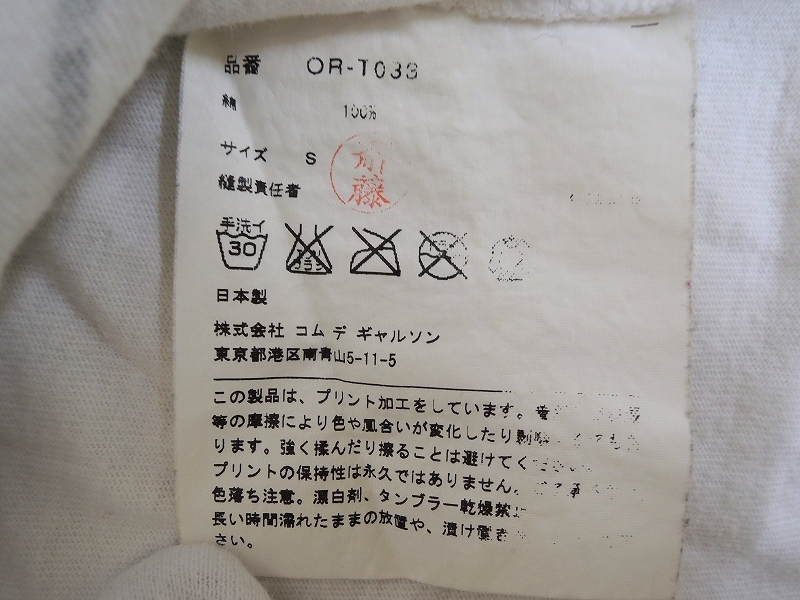 品番 OR-T033
綿 100%
サイズ S
斎藤
縫製責任者
手洗イ
30
日本製
株式会社 コム デ ギャルソン
東京都港区南青山5-11-5
この製品は、プリント加工をしています。着
等の摩擦により色や風合いが変化したり剥
ります。強く揉んだり擦ることは避けてく
プリントの保持性は永久ではありません。
色落ち注意。漂白剤、タンブラー乾燥禁止
長い時間濡れたままの放置や、漬け置き
さい。